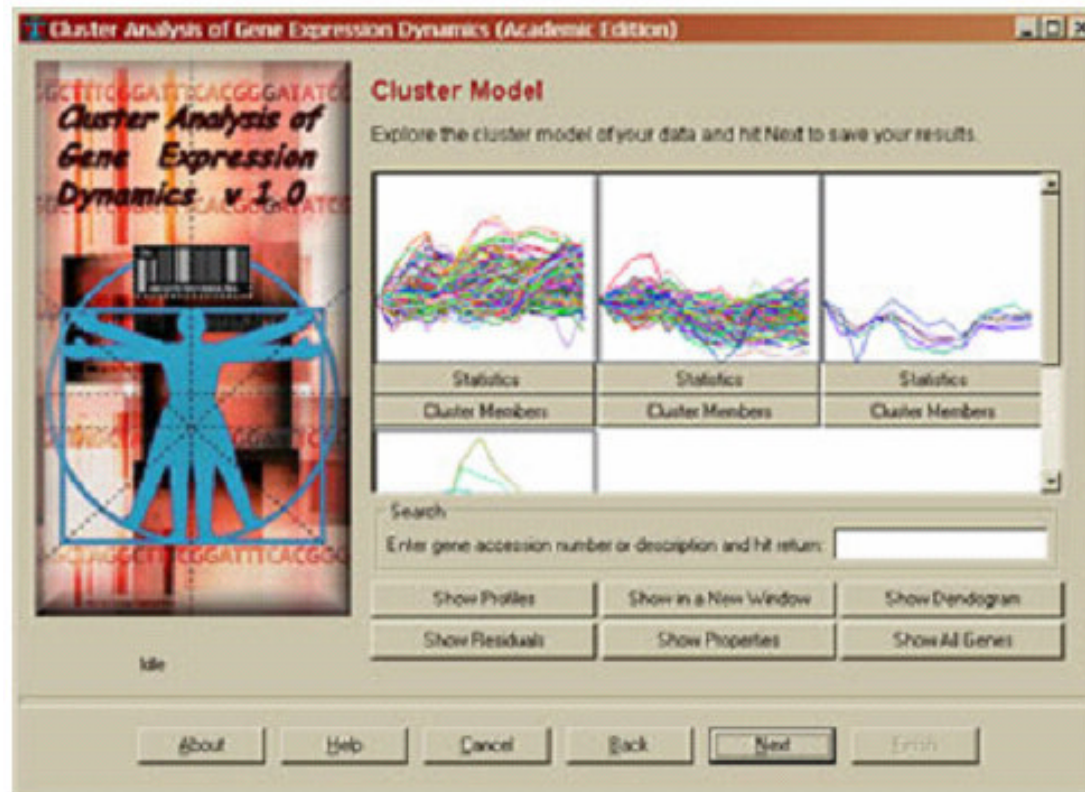 Cluster Analysis of Gene Expression Dynamics (Academic Edition)
GCTTTCGGATTTCACGGGATATCG
Cluster Analysis of
Gene Expression
Dynamics v 1.0
Cluster Model
Explore the cluster model of your data and hit Next to save your results.
Statistics
Statistics
Statistics
Cluster Members
Cluster Members
Cluster Members
Search
Enter gene accession number or description and hit return:
Show Profiles
Show in a New Window
Show Dendogram
Show Residuals
Show Properties
Show All Genes
Idle
About
Help
Cancel
Back
Next
Finish